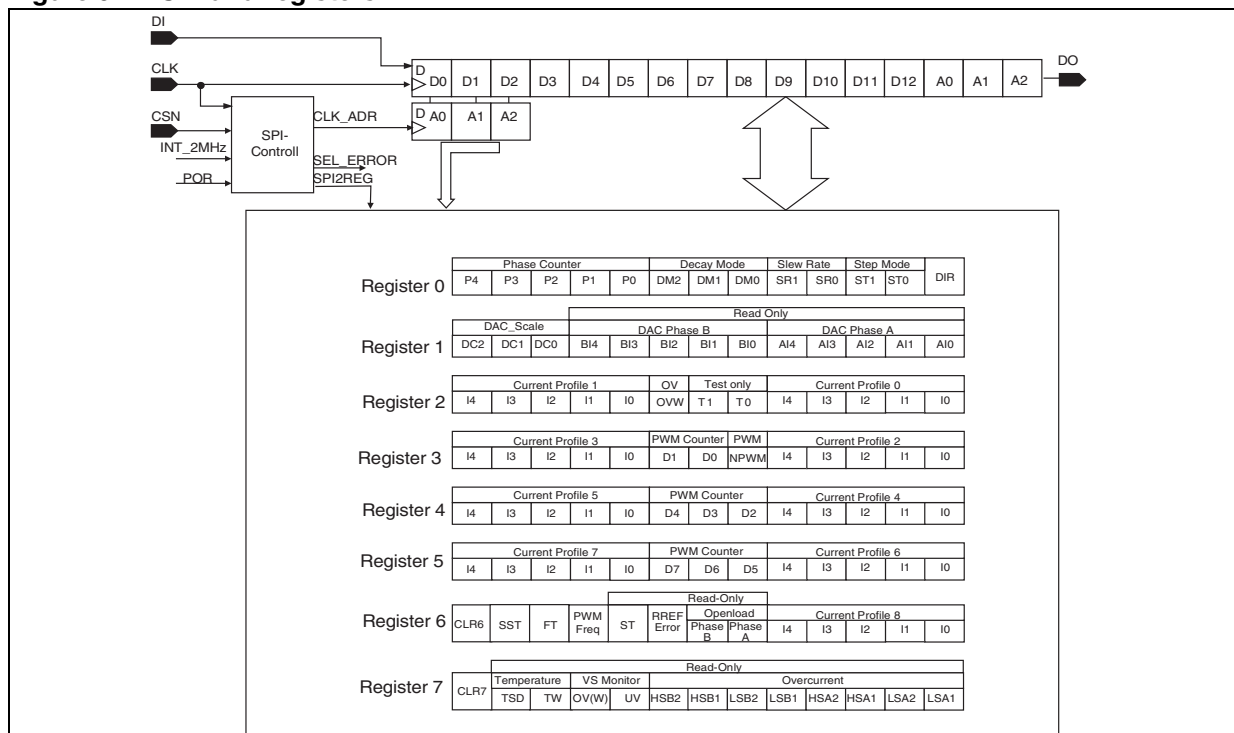 DI
DO
CLK
D
D0 D1 D2 D3 D4 D5 D6 D7 D8 D9 D10 D11 D12 A0 A1 A2
CSN
SPI-
Controll
CLK_ADR
D
A0 A1 A2
INT_2MHz
SEL_ERROR
POR
SPI2REG
Phase Counter Decay Mode Slew Rate Step Mode
Register 0 P4 P3 P2 P1 P0 DM2 DM1 DM0 SR1 SR0 ST1 ST0 DIR
Read Only
DAC_Scale DAC Phase B DAC Phase A
Register 1 DC2 DC1 DC0 BI4 BI3 BI2 BI1 BI0 AI4 AI3 AI2 AI1 AI0
Current Profile 1 OV Test only Current Profile 0
Register 2 I4 I3 I2 I1 I0 OVW T1 T0 I4 I3 I2 I1 I0
Current Profile 3 PWM Counter PWM Current Profile 2
Register 3 I4 I3 I2 I1 I0 D1 D0 NPWM I4 I3 I2 I1 I0
Current Profile 5 PWM Counter Current Profile 4
Register 4 I4 I3 I2 I1 I0 D4 D3 D2 I4 I3 I2 I1 I0
Current Profile 7 PWM Counter Current Profile 6
Register 5 I4 I3 I2 I1 I0 D7 D6 D5 I4 I3 I2 I1 I0
Read-Only
Openload Current Profile 8
Register 6 CLR6 SST FT PWM Freq ST RREF Error Phase B Phase A I4 I3 I2 I1 I0
Read-Only
Temperature VS Monitor Overcurrent
Register 7 CLR7 TSD TW OV(W) UV HSB2 HSB1 LSB2 LSB1 HSA2 HSA1 LSA2 LSA1